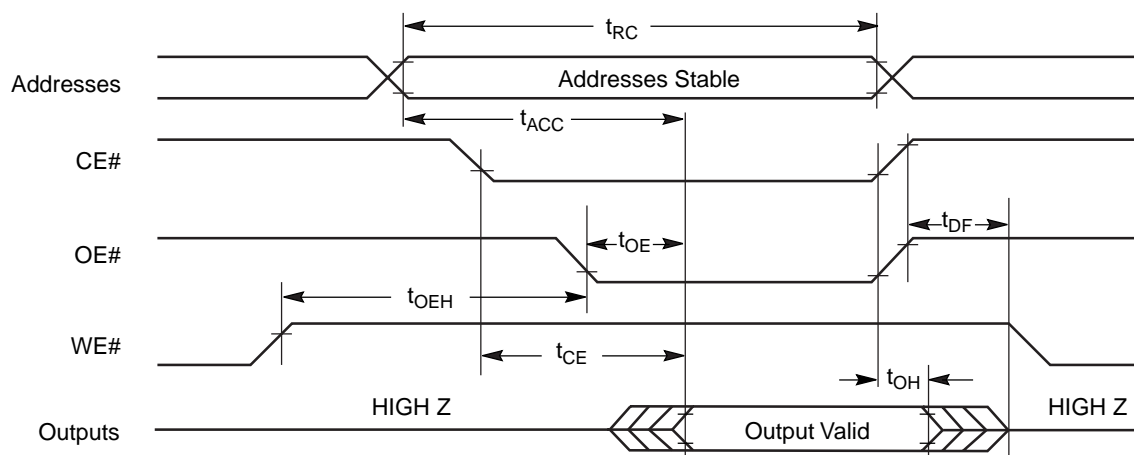 tRC
Addresses
Addresses Stable
tACC
CE#
tDF
OE#
tOE
tOEH
WE#
tCE
tOH
HIGH Z
HIGH Z
Outputs
Output Valid